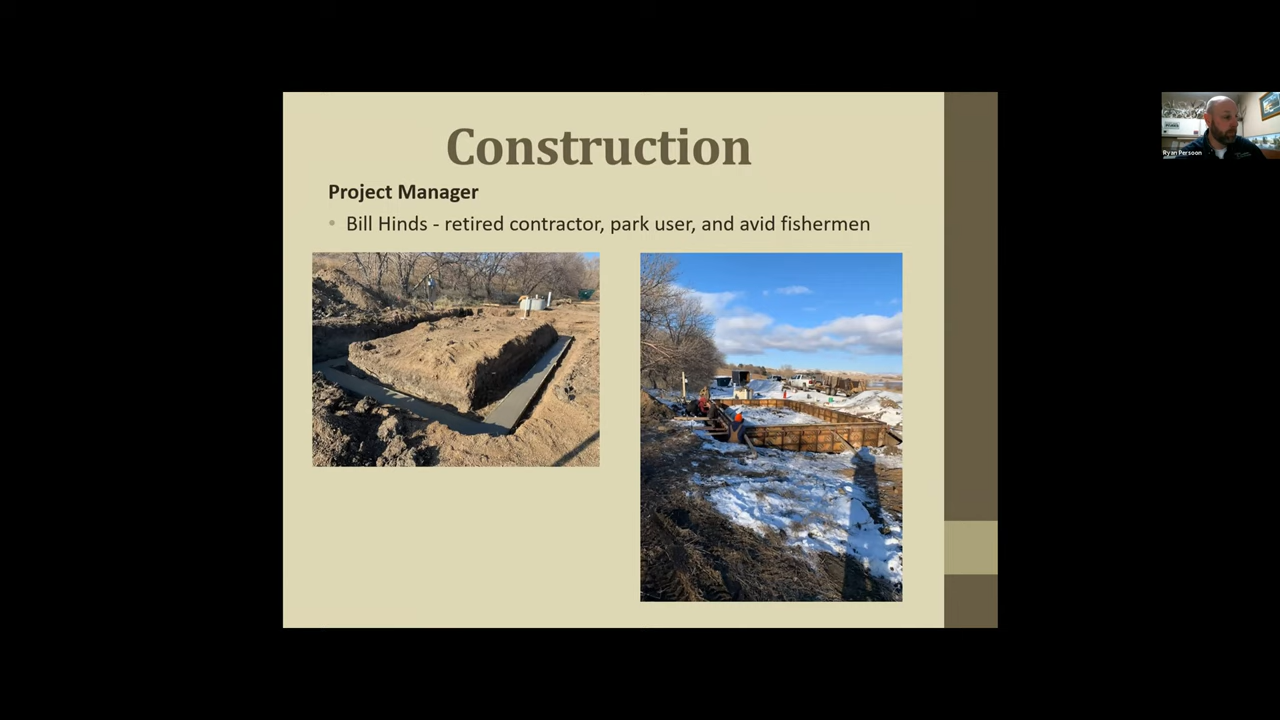 Construction
Project Manager
• Bill Hinds - retired contractor, park user, and avid fishermen
Ryan Persoon